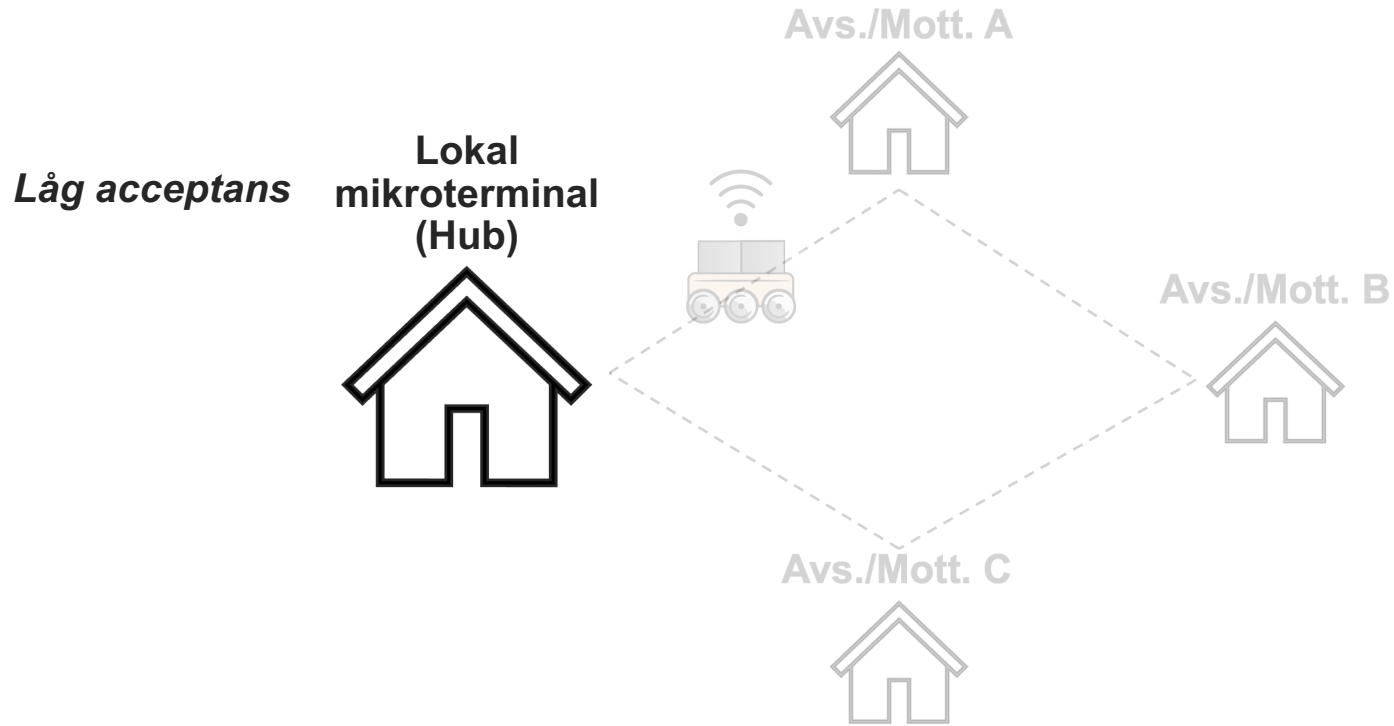 Avs./Mott. A
Låg acceptans
Lokal
mikroterminal
(Hub)
Avs./Mott. B
Avs./Mott. C